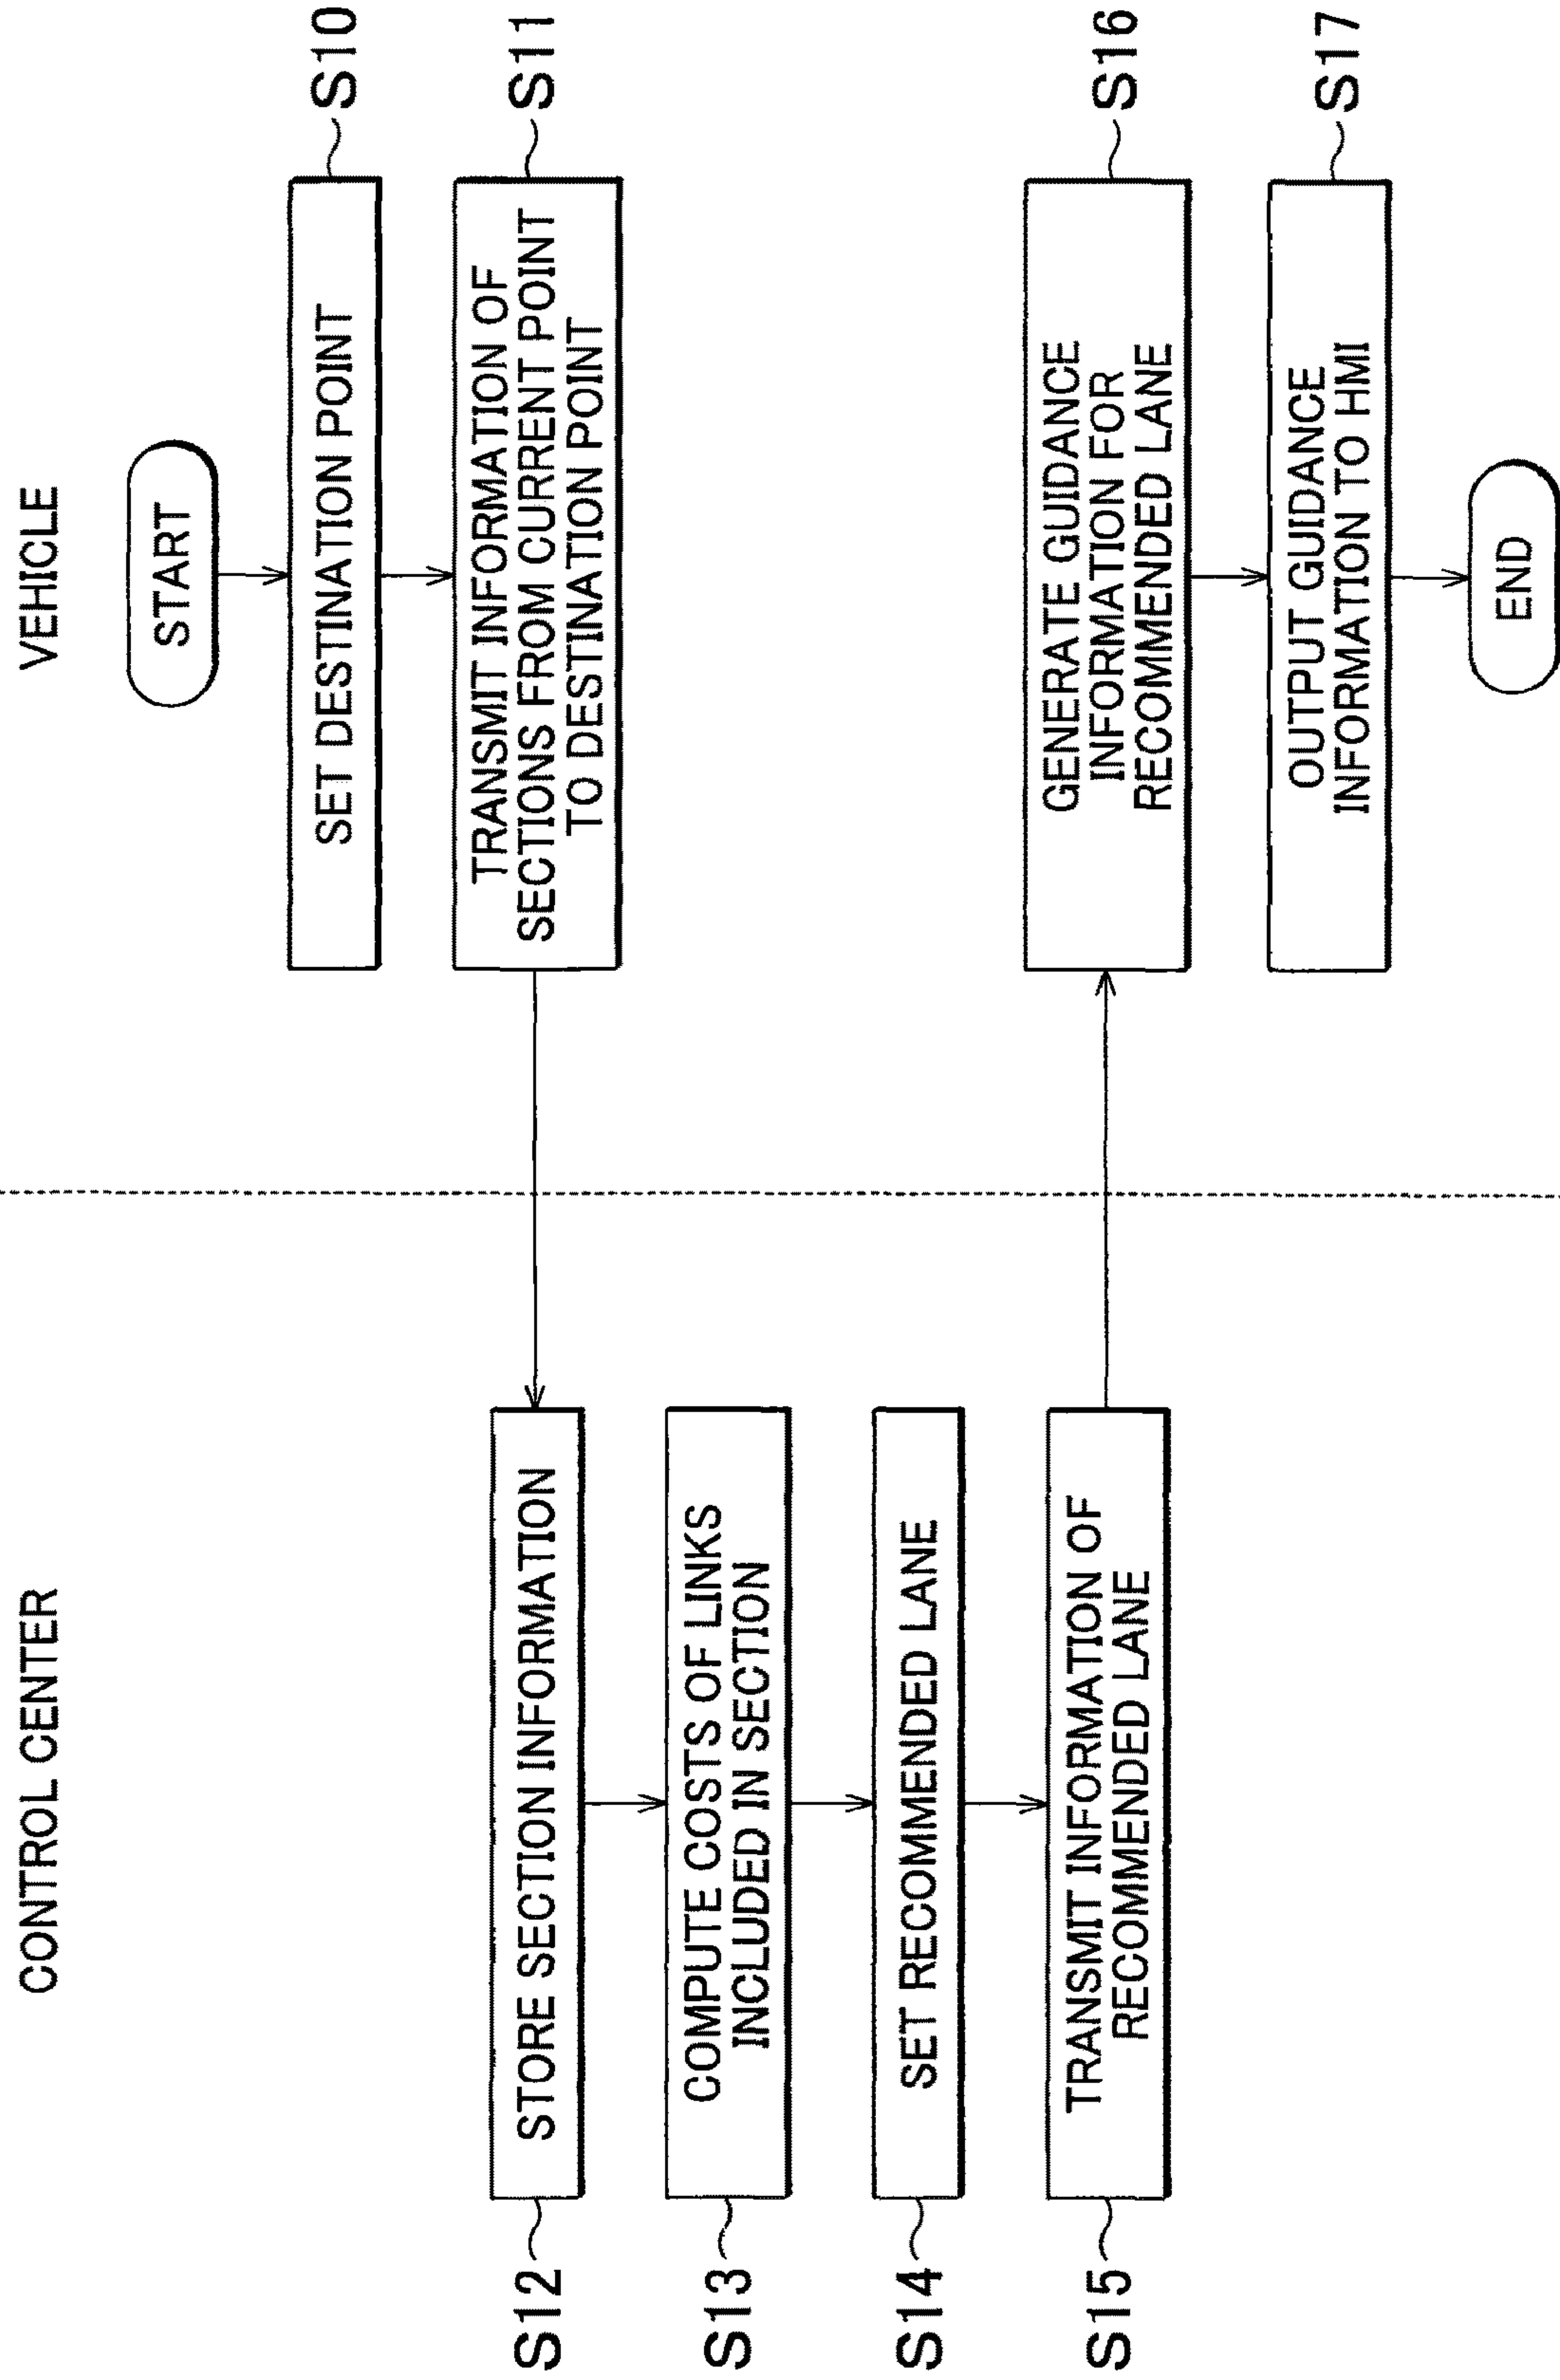 CONTROL CENTER
VEHICLE
START
SET DESTINATION POINT
S10
TRANSMIT INFORMATION OF
SECTIONS FROM CURRENT POINT
TO DESTINATION POINT
S11
S12
STORE SECTION INFORMATION
S13
COMPUTE COSTS OF LINKS
INCLUDED IN SECTION
S14
SET RECOMMENDED LANE
S15
TRANSMIT INFORMATION OF
RECOMMENDED LANE
GENERATE GUIDANCE
INFORMATION FOR
RECOMMENDED LANE
S16
OUTPUT GUIDANCE
INFORMATION TO HMI
S17
END